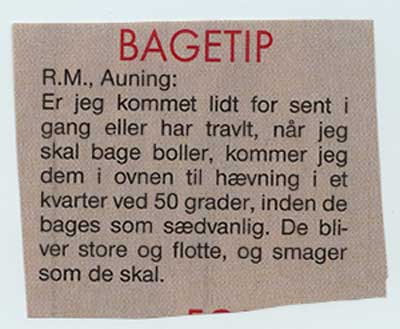 BAGETIP
R.M., Auning:
Er jeg kommet lidt for sent i
gang eller har travlt, når jeg
skal bage boller, kommer jeg
dem i ovnen til hævning i et
kvarter ved 50 grader, inden de
bages som sædvanlig. De bli-
ver store og flotte, og smager
som de skal.